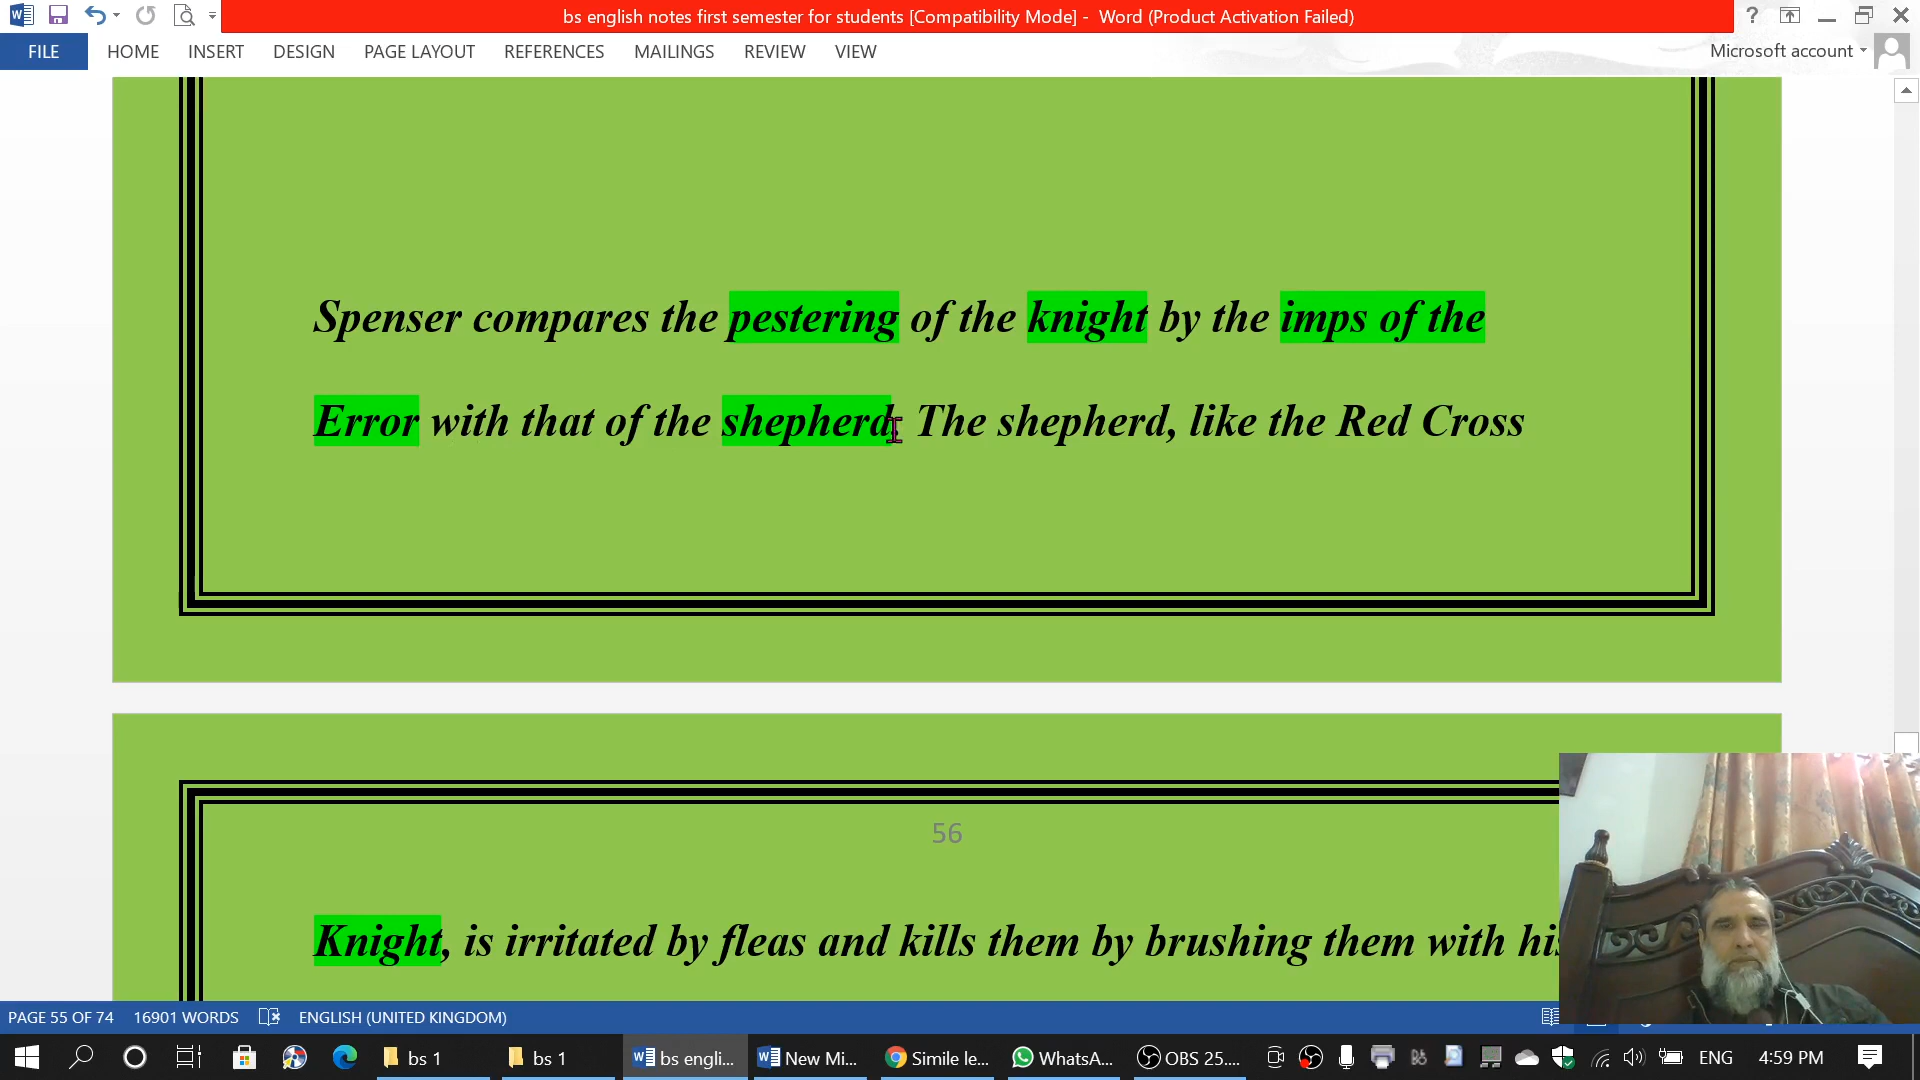 bs english notes first semester for students [Compatibility Mode] - Word (Product Activation Failed)
FILE HOME INSERT DESIGN PAGE LAYOUT REFERENCES MAILINGS REVIEW VIEW Microsoft account
Spenser compares the pestering of the knight by the imps of the
Error with that of the shepherd. The shepherd, like the Red Cross
56
Knight, is irritated by fleas and kills them by brushing them with his
PAGE 55 OF 74 16901 WORDS ENGLISH (UNITED KINGDOM)
bs 1 bs 1 bs engli... New Mi... Simile le... WhatsA... OBS 25.... ENG 4:59 PM